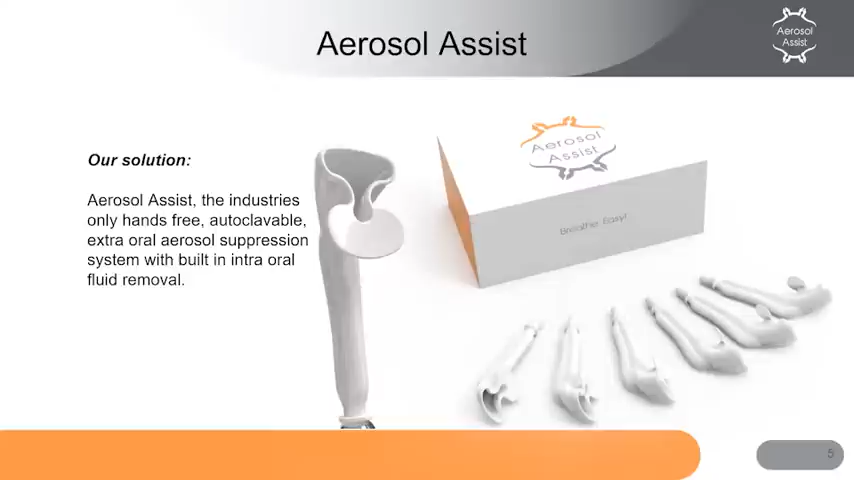 Aerosol Assist
Aerosol
Assist
Our solution:
Aerosol Assist, the industries
only hands free, autoclavable,
extra oral aerosol suppression
system with built in intra oral
fluid removal.
Aerosol
Assist
Breathe Easy!
5